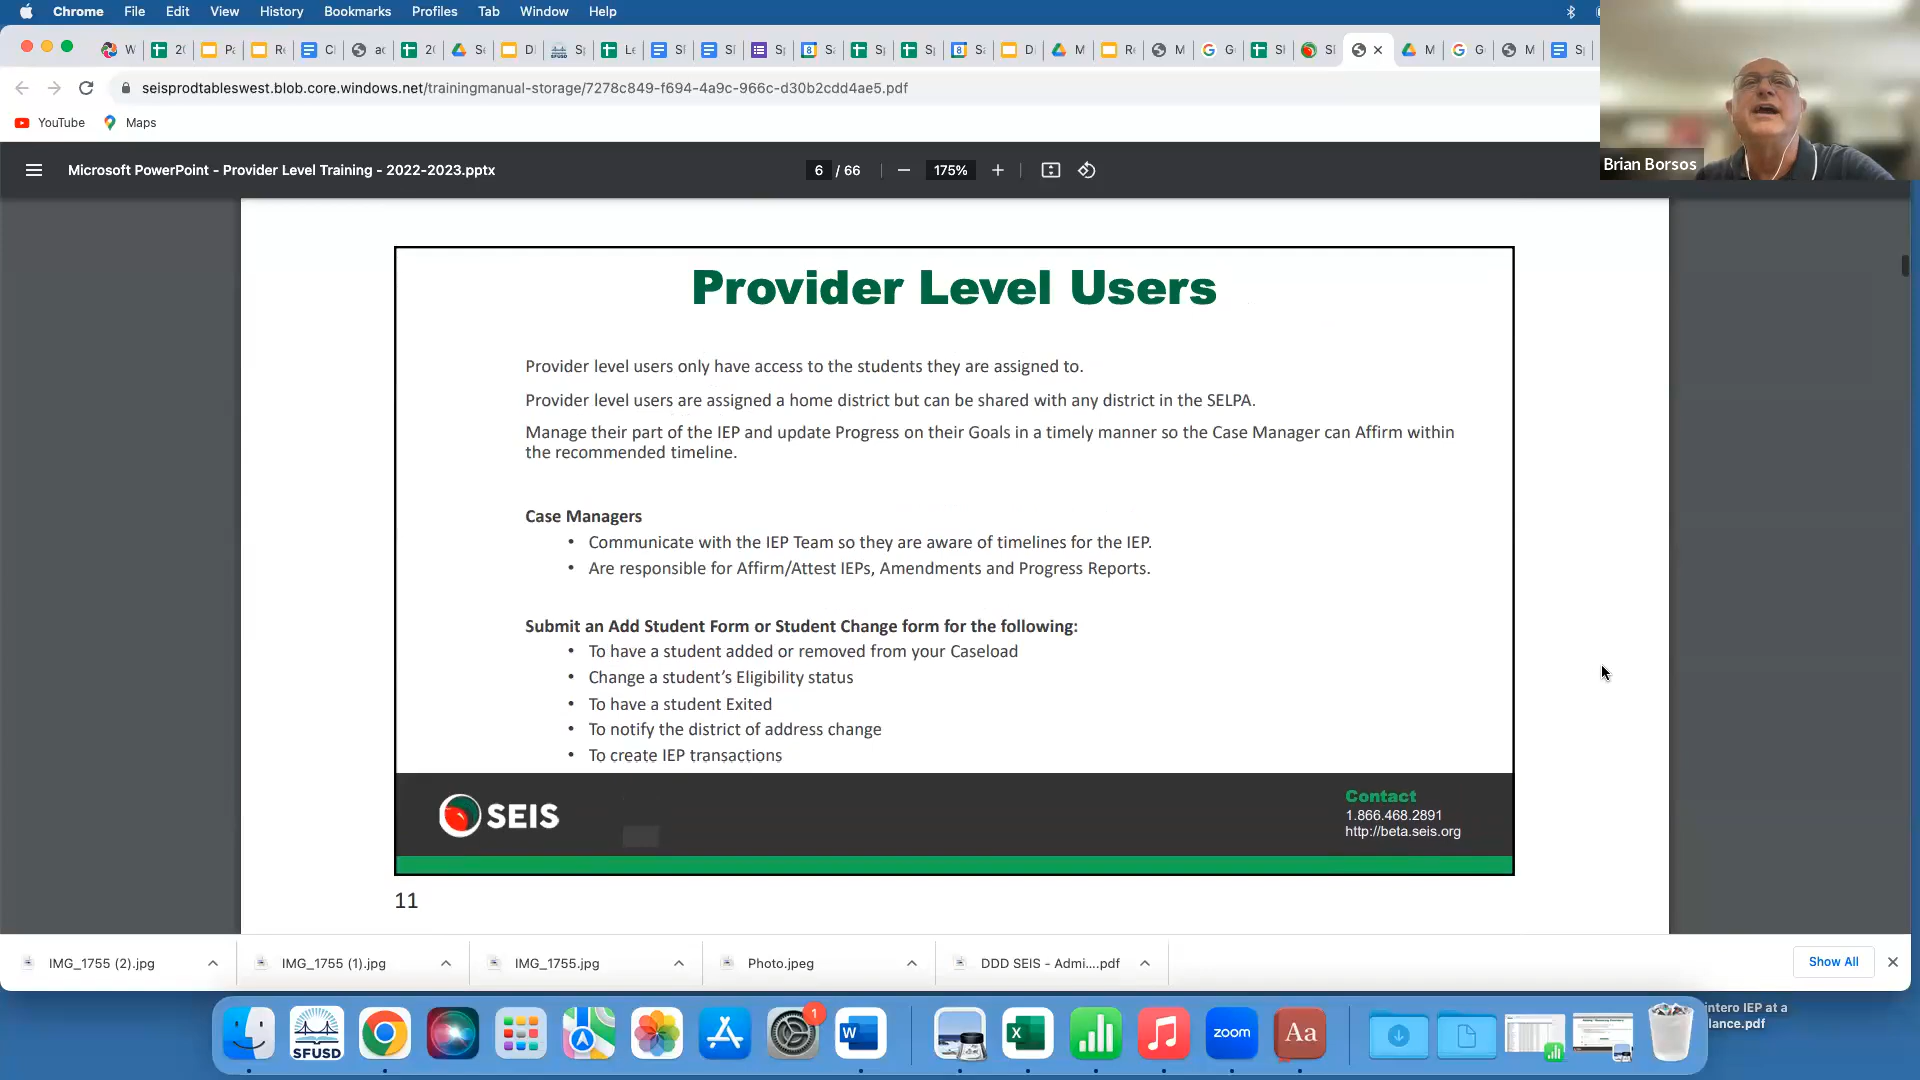 Chrome File Edit View History Bookmarks Profiles Tab Window Help
seisprodtableswest.blob.core.windows.net/trainingmanual-storage/7278c849-f694-4a9c-966c-d30b2cdd4ae5.pdf
YouTube Maps
Brian Borsos
Microsoft PowerPoint - Provider Level Training - 2022-2023.pptx 6 / 66 175%
Provider Level Users
Provider level users only have access to the students they are assigned to.
Provider level users are assigned a home district but can be shared with any district in the SELPA.
Manage their part of the IEP and update Progress on their Goals in a timely manner so the Case Manager can Affirm within
the recommended timeline.
Case Managers
• Communicate with the IEP Team so they are aware of timelines for the IEP.
• Are responsible for Affirm/Attest IEPs, Amendments and Progress Reports.
Submit an Add Student Form or Student Change form for the following:
• To have a student added or removed from your Caseload
• Change a student's Eligibility status
• To have a student Exited
• To notify the district of address change
• To create IEP transactions
SEIS
Contact
1.866.468.2891
http://beta.seis.org
11
IMG_1755 (2).jpg IMG_1755 (1).jpg IMG_1755.jpg Photo.jpeg DDD SEIS - Admi....pdf Show All
intero IEP at a
lance.pdf
1
SFUSD
W
X
zoom
Aa